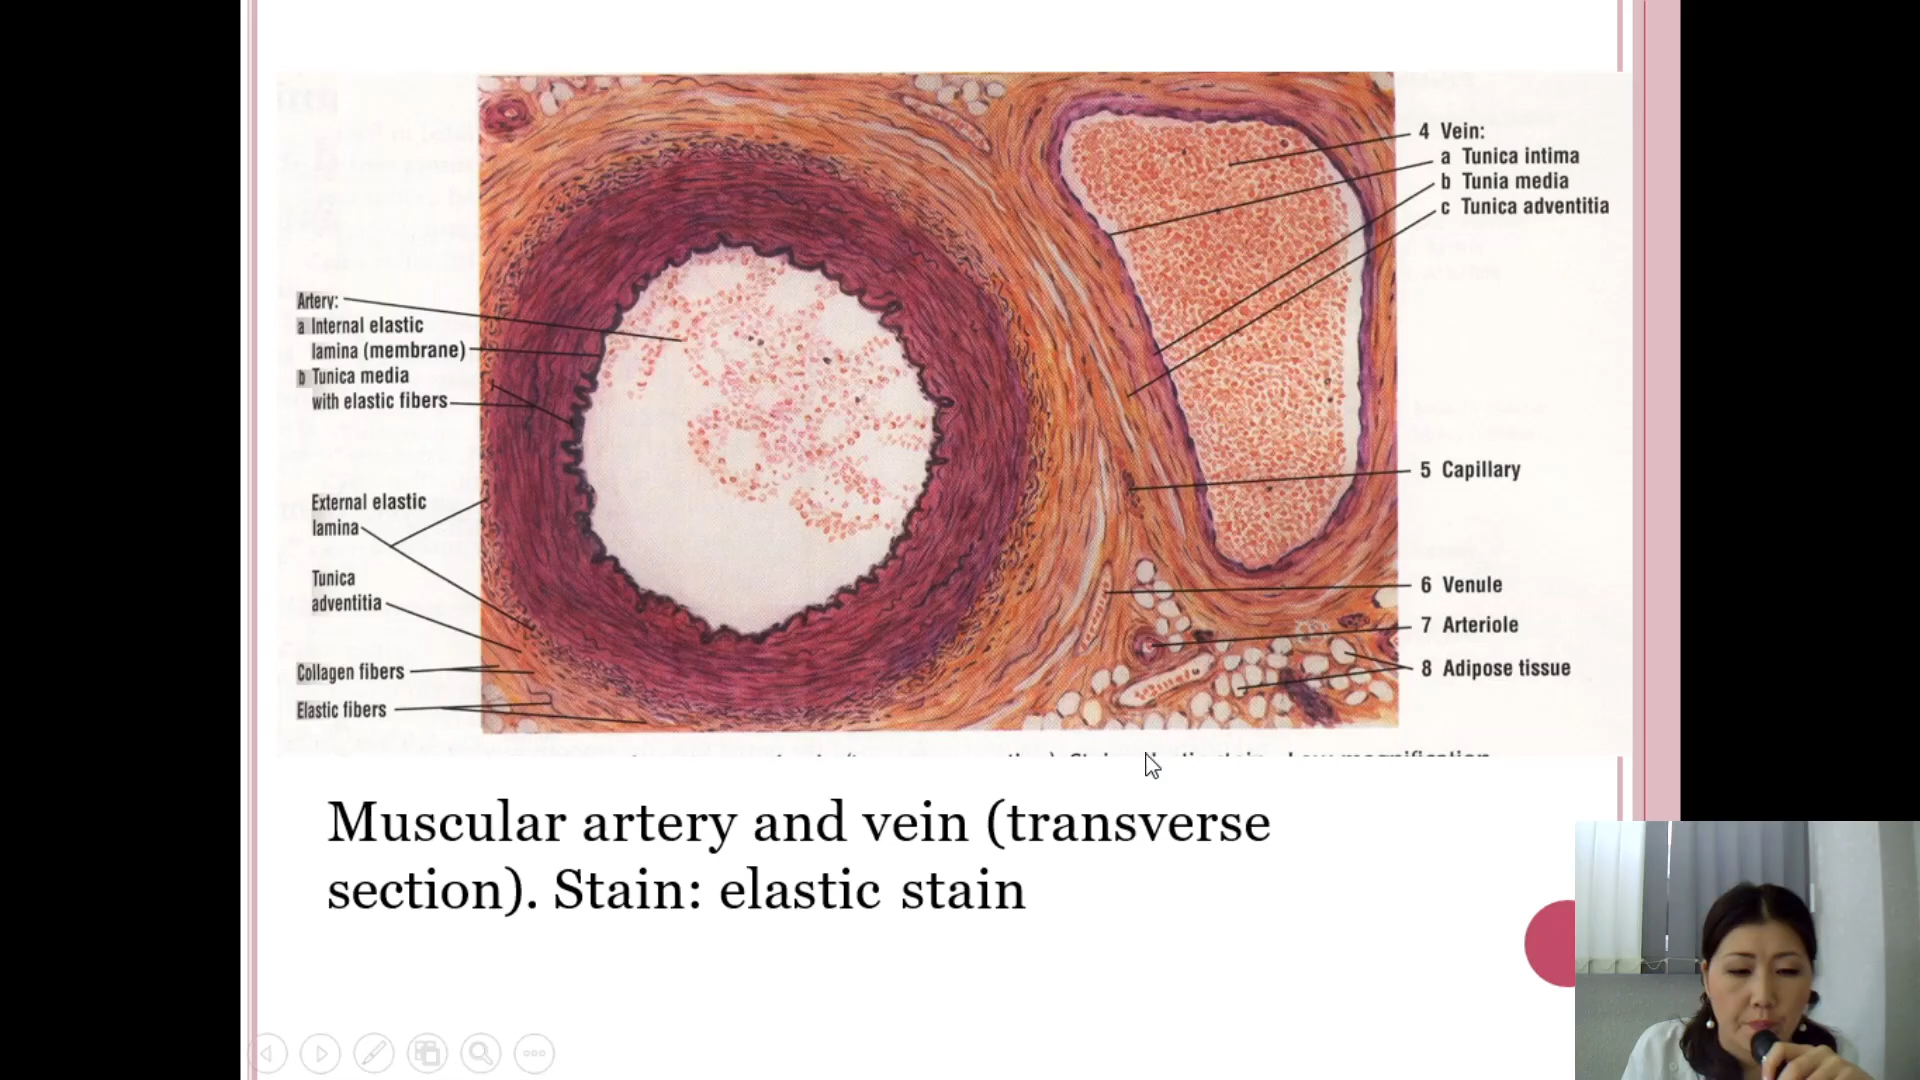 Artery:
a Internal elastic
lamina (membrane)
b Tunica media
with elastic fibers
External elastic
lamina
Tunica
adventitia
Collagen fibers
Elastic fibers
4 Vein:
a Tunica intima
b Tunia media
c Tunica adventitia
5 Capillary
6 Venule
7 Arteriole
8 Adipose tissue
Muscular artery and vein (transverse
section). Stain: elastic stain